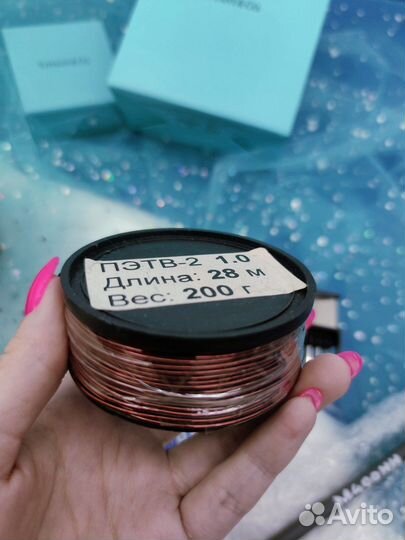 ПЭТВ-2 1.0
Длина: 28 м
Вес: 200 г
Avito